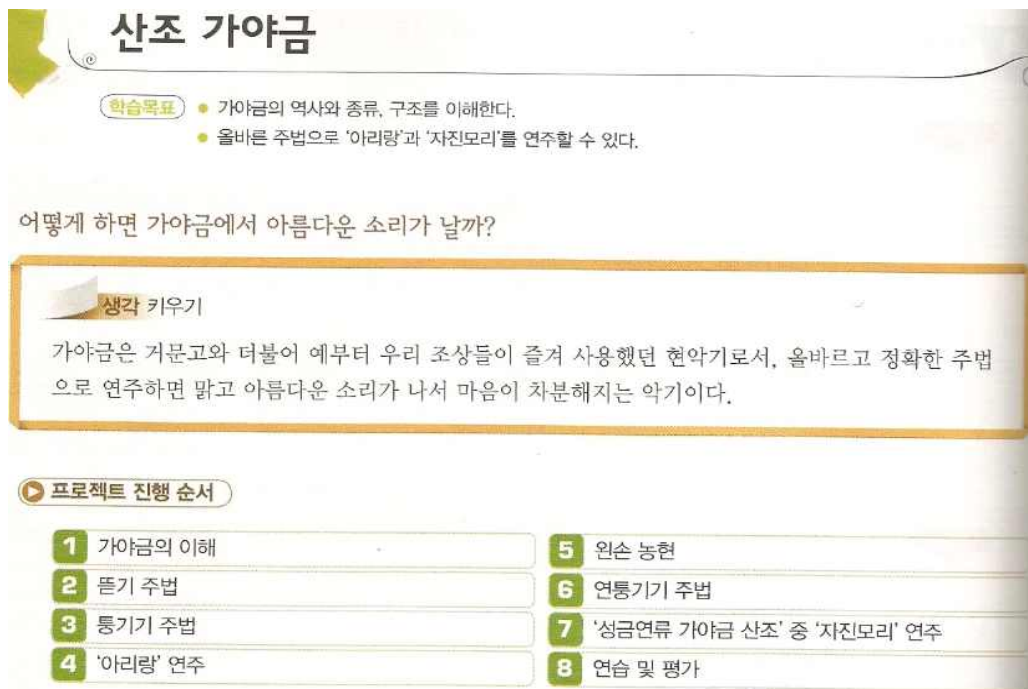 산조 가야금
학습목표 ● 가야금의 역사와 종류, 구조를 이해한다.
● 올바른 주법으로 '아리랑'과 '자진모리'를 연주할 수 있다.
어떻게 하면 가야금에서 아름다운 소리가 날까?
생각 키우기
가야금은 거문고와 더불어 예부터 우리 조상들이 즐겨 사용했던 현악기로서, 올바르고 정확한 주법
으로 연주하면 맑고 아름다운 소리가 나서 마음이 차분해지는 악기이다.
프로젝트 진행 순서
1 가야금의 이해
2 뜯기 주법
3 퉁기기 주법
4 '아리랑' 연주
5 왼손 농현
6 연퉁기기 주법
7 '성금연류 가야금 산조' 중 '자진모리' 연주
8 연습 및 평가